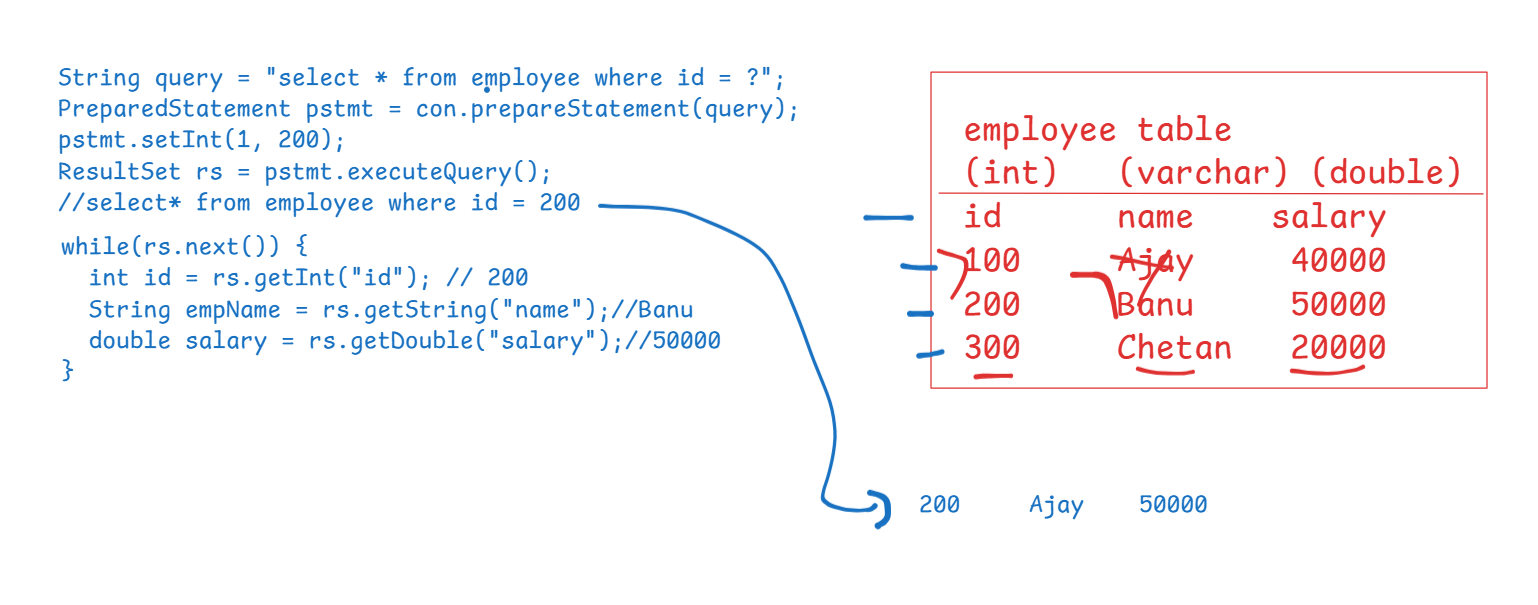 String query = "select * from employee where id = ?";
PreparedStatement pstmt = con.prepareStatement(query);
pstmt.setInt(1, 200);
ResultSet rs = pstmt.executeQuery();
//select* from employee where id = 200
while(rs.next()) {
  int id = rs.getInt("id"); // 200
  String empName = rs.getString("name");//Banu
  double salary = rs.getDouble("salary");//50000
}
employee table
(int) (varchar) (double)
id name salary
100 Ajay 40000
200 Banu 50000
300 Chetan 20000
200 Ajay 50000